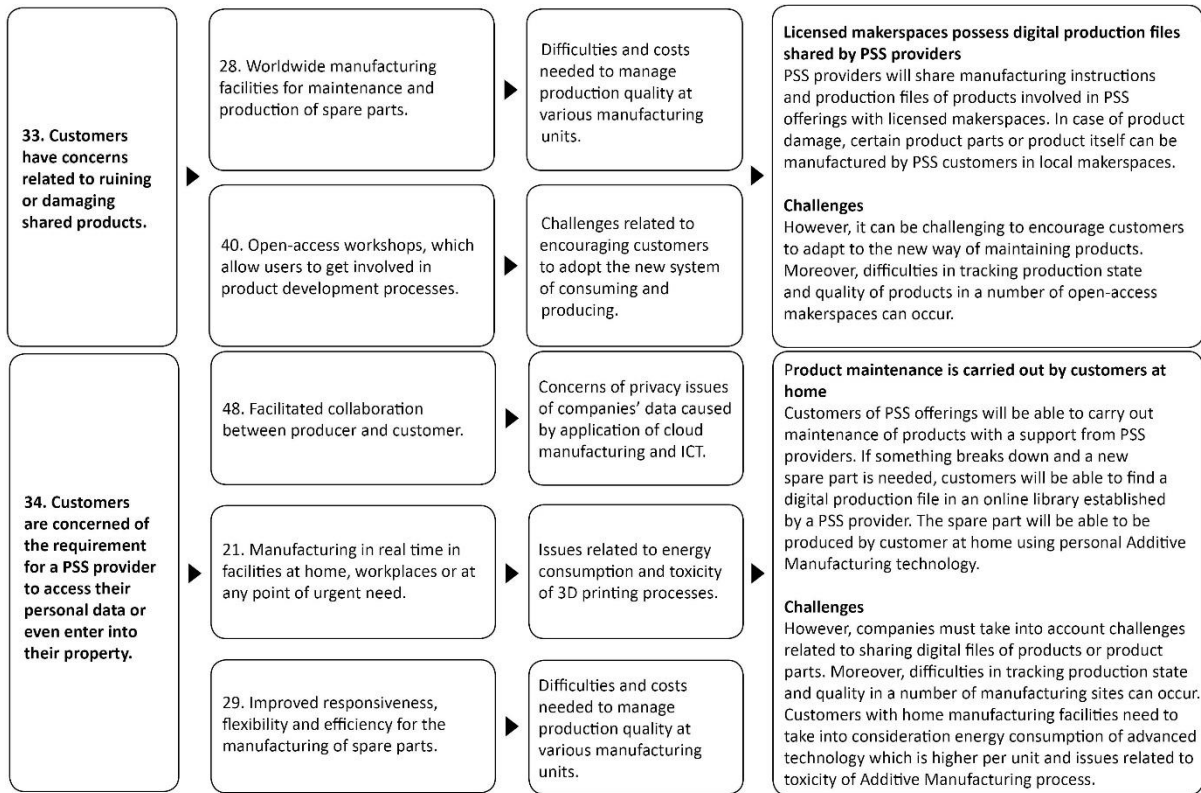 33. Customers
have concerns
related to ruining
or damaging
shared products.
28. Worldwide manufacturing
facilities for maintenance and
production of spare parts.
Difficulties and costs
needed to manage
production quality at
various manufacturing
units.
40. Open-access workshops, which
allow users to get involved in
product development processes.
Challenges related to
encouraging customers
to adopt the new system
of consuming and
producing.
Licensed makerspaces possess digital production files
shared by PSS providers
PSS providers will share manufacturing instructions
and production files of products involved in PSS
offerings with licensed makerspaces. In case of product
damage, certain product parts or product itself can be
manufactured by PSS customers in local makerspaces.
Challenges
However, it can be challenging to encourage customers
to adapt to the new way of maintaining products.
Moreover, difficulties in tracking production state
and quality of products in a number of open-access
makerspaces can occur.
34. Customers
are concerned of
the requirement
for a PSS provider
to access their
personal data or
even enter into
their property.
48. Facilitated collaboration
between producer and customer.
Concerns of privacy issues
of companies’ data caused
by application of cloud
manufacturing and ICT.
21. Manufacturing in real time in
facilities at home, workplaces or at
any point of urgent need.
Issues related to energy
consumption and toxicity
of 3D printing processes.
29. Improved responsiveness,
flexibility and efficiency for the
manufacturing of spare parts.
Difficulties and costs
needed to manage
production quality at
various manufacturing
units.
Product maintenance is carried out by customers at
home
Customers of PSS offerings will be able to carry out
maintenance of products with a support from PSS
providers. If something breaks down and a new
spare part is needed, customers will be able to find a
digital production file in an online library established
by a PSS provider. The spare part will be able to be
produced by customer at home using personal Additive
Manufacturing technology.
Challenges
However, companies must take into account challenges
related to sharing digital files of products or product
parts. Moreover, difficulties in tracking production state
and quality in a number of manufacturing sites can occur.
Customers with home manufacturing facilities need to
take into consideration energy consumption of advanced
technology which is higher per unit and issues related to
toxicity of Additive Manufacturing process.